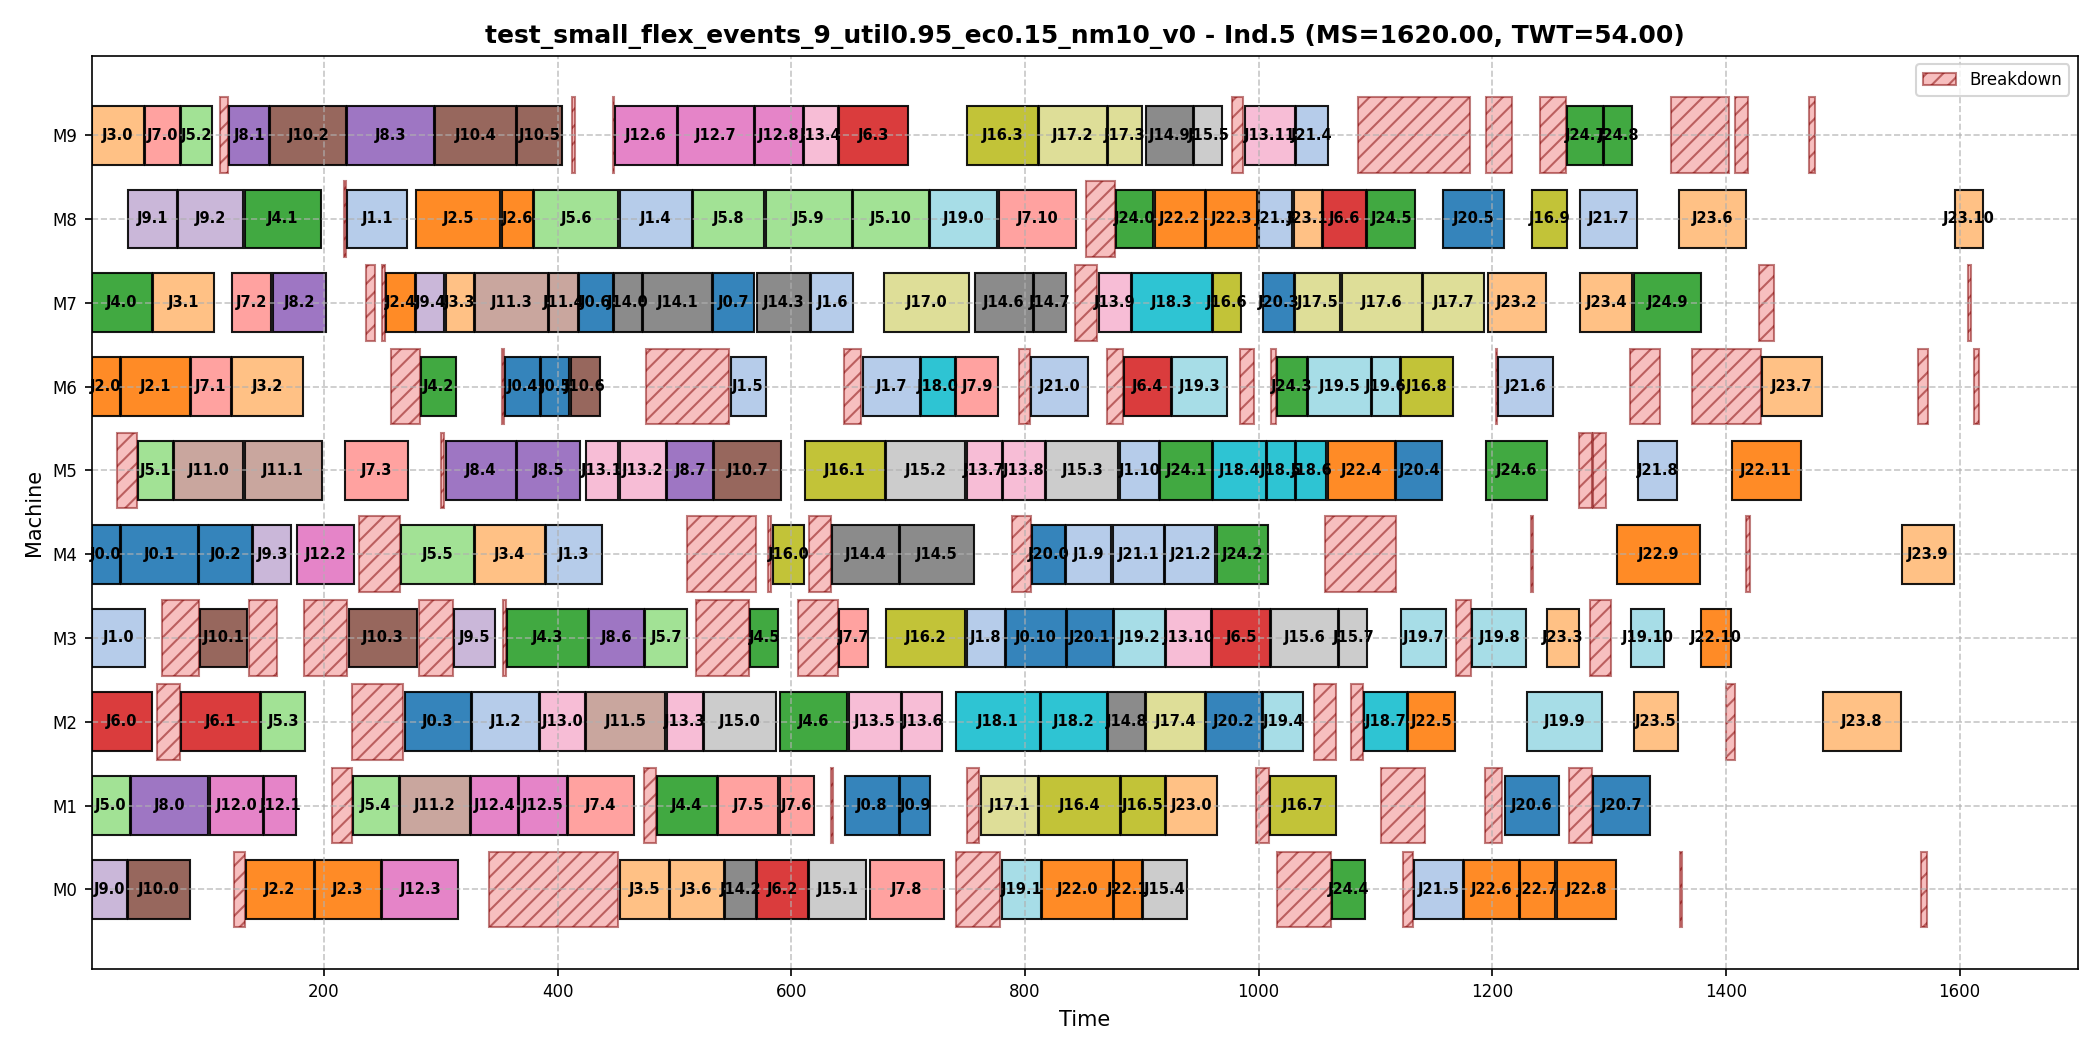 test_small_flex_events_9_util0.95_ec0.15_nm10_v0 - Ind.5 (MS=1620.00, TWT=54.00)
Breakdown
M9 J3.0 J7.0 J5.2 J8.1 J10.2 J8.3 J10.4 J10.5 J12.6 J12.7 J12.8 J13.4 J6.3 J16.3 J17.2 J17.3 J14.9 J15.5 J13.11 J21.4 J24.7 J24.8
M8 J9.1 J9.2 J4.1 J1.1 J2.5 J2.6 J5.6 J1.4 J5.8 J5.9 J5.10 J19.0 J7.10 J24.0 J22.2 J22.3 J21.3 J23.1 J6.6 J24.5 J20.5 J16.9 J21.7 J23.6 J23.10
M7 J4.0 J3.1 J7.2 J8.2 J2.4 J9.4 J3.3 J11.3 J11.4 J0.6 J14.0 J14.1 J0.7 J14.3 J1.6 J17.0 J14.6 J14.7 J13.9 J18.3 J16.6 J20.3 J17.5 J17.6 J17.7 J23.2 J23.4 J24.9
M6 J2.0 J2.1 J7.1 J3.2 J4.2 J0.4 J0.5 J10.6 J1.5 J1.7 J18.0 J7.9 J21.0 J6.4 J19.3 J24.3 J19.5 J19.6 J16.8 J21.6 J23.7
M5 J5.1 J11.0 J11.1 J7.3 J8.4 J8.5 J13.1 J13.2 J8.7 J10.7 J16.1 J15.2 J13.7 J13.8 J15.3 J1.10 J24.1 J18.4 J18.5 J18.6 J22.4 J20.4 J24.6 J21.8 J22.11
M4 J0.0 J0.1 J0.2 J9.3 J12.2 J5.5 J3.4 J1.3 J16.0 J14.4 J14.5 J20.0 J1.9 J21.1 J21.2 J24.2 J22.9 J23.9
M3 J1.0 J10.1 J10.3 J9.5 J4.3 J8.6 J5.7 J4.5 J7.7 J16.2 J1.8 J0.10 J20.1 J19.2 J13.10 J6.5 J15.6 J15.7 J19.7 J19.8 J23.3 J19.10 J22.10
M2 J6.0 J6.1 J5.3 J0.3 J1.2 J13.0 J11.5 J13.3 J15.0 J4.6 J13.5 J13.6 J18.1 J18.2 J14.8 J17.4 J20.2 J19.4 J18.7 J22.5 J19.9 J23.5 J23.8
M1 J5.0 J8.0 J12.0 J12.1 J5.4 J11.2 J12.4 J12.5 J7.4 J4.4 J7.5 J7.6 J0.8 J0.9 J17.1 J16.4 J16.5 J23.0 J16.7 J20.6 J20.7
M0 J9.0 J10.0 J2.2 J2.3 J12.3 J3.5 J3.6 J14.2 J6.2 J15.1 J7.8 J19.1 J22.0 J22.1 J15.4 J24.4 J21.5 J22.6 J22.7 J22.8
200 400 600 800 1000 1200 1400 1600
Time
Machine